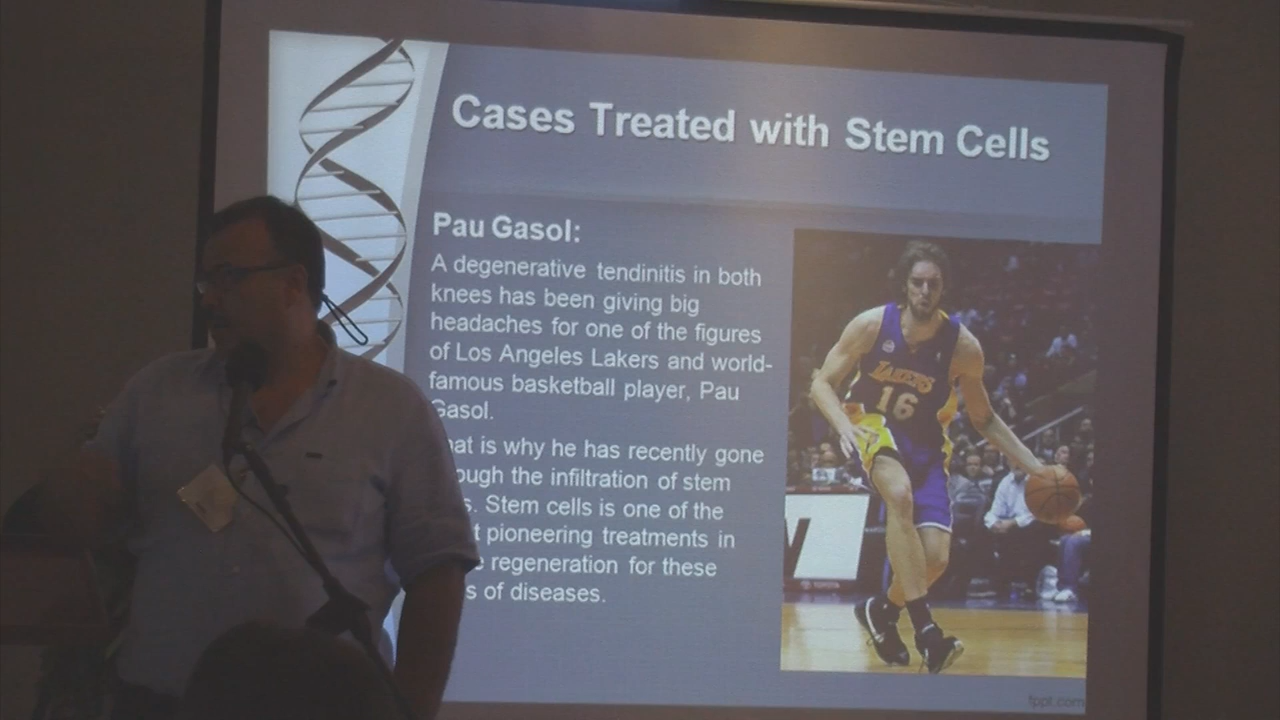 Cases Treated with Stem Cells
Pau Gasol:
A degenerative tendinitis in both
knees has been giving big
headaches for one of the figures
of Los Angeles Lakers and world-
famous basketball player, Pau
Gasol.
hat is why he has recently gone
ough the infiltration of stem
s. Stem cells is one of the
t pioneering treatments in
e regeneration for these
s of diseases.
LAKERS
16
TOYOTA
fppt.com